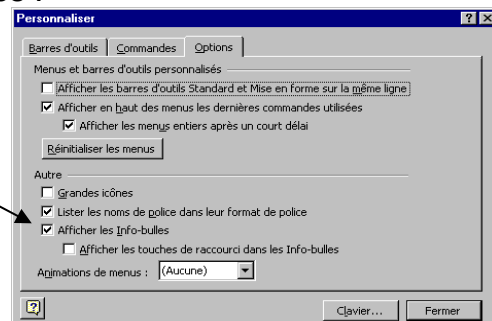 Personnaliser
Barres d'outils Commandes Options
Menus et barres d'outils personnalisés
Afficher les barres d'outils Standard et Mise en forme sur la même ligne
Afficher en haut des menus les dernières commandes utilisées
Afficher les menus entiers après un court délai
Réinitialiser les menus
Autre
Grandes icônes
Lister les noms de police dans leur format de police
Afficher les Info-bulles
Afficher les touches de raccourci dans les Info-bulles
Animations de menus : (Aucune)
Clavier... Fermer